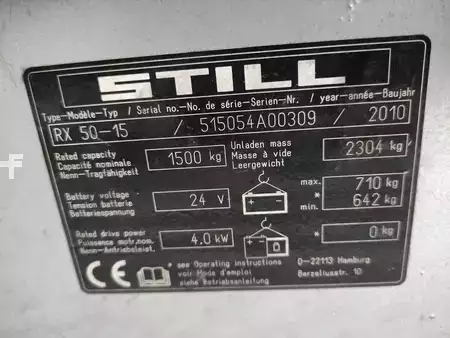 STILL
Type-Modèle-Typ / Serial no.-No. de série-Serien-Nr. / year-année-Baujahr
RX 50-15 / 515054A00309 / 2010
Rated capacity
Capacité nominale
Nenn-Tragfähigkeit
1500 kg
Unladen mass
Masse à vide
Leergewicht
2304 kg
Battery voltage
Tension batterie
Batteriespannung
24 V
max. 710 kg
* min. * 642 kg
Rated drive power
Puissance motr.nom.
Nenn-Antriebsleist.
4.0 kW
* 0 kg
CE
* see Operating instructions
voir Mode d'emploi
siehe Betriebsanleitung
D-22113 Hamburg
Berzeliusstr. 10
F